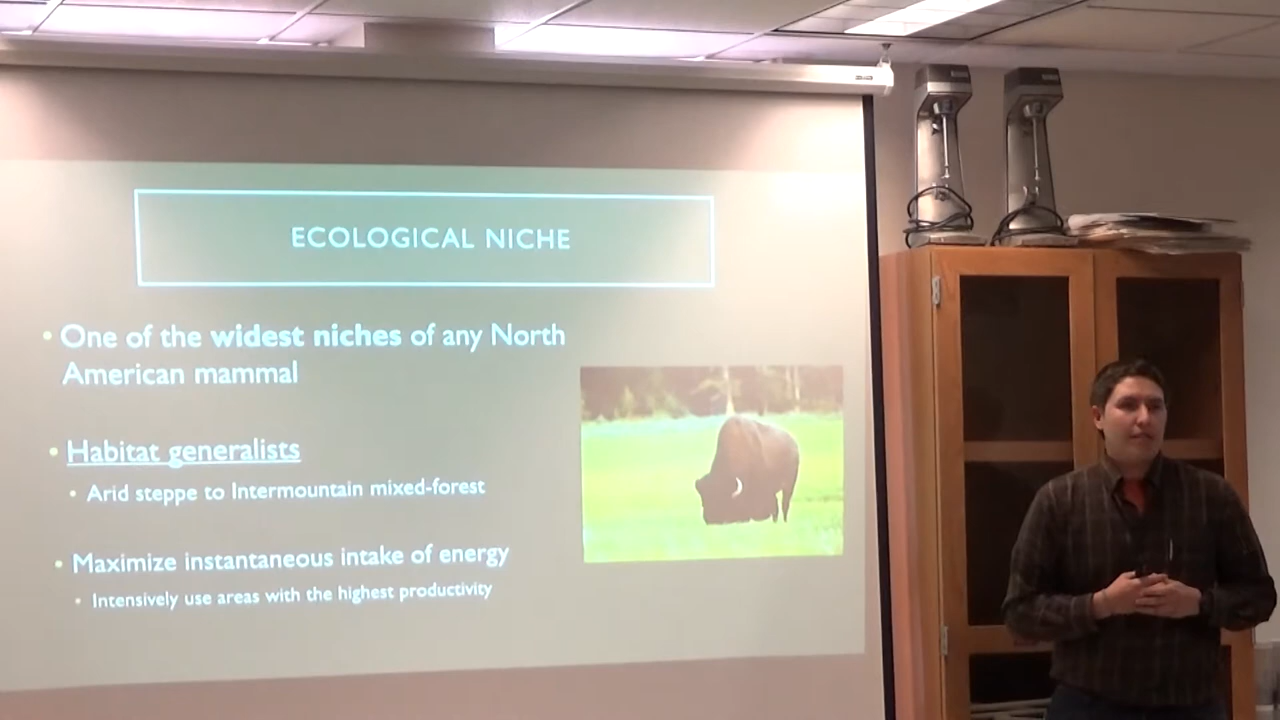 ECOLOGICAL NICHE
• One of the widest niches of any North
American mammal
• Habitat generalists
• Arid steppe to Intermountain mixed-forest
• Maximize instantaneous intake of energy
• Intensively use areas with the highest productivity